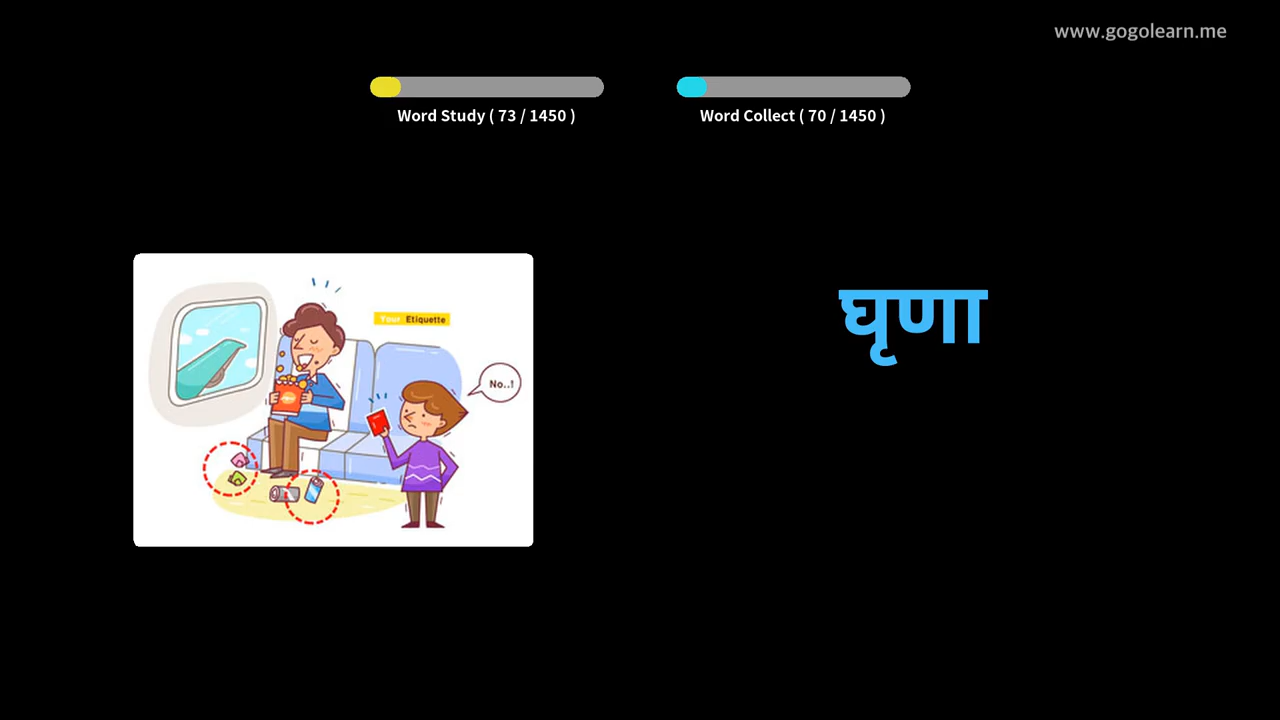 www.gogolearn.me
Word Study ( 73 / 1450 )
Word Collect ( 70 / 1450 )
घृणा
Your Etiquette
No..!